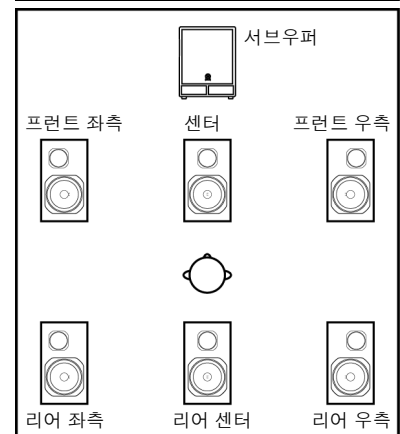 서브우퍼
프런트 좌측
센터
프런트 우측
리어 좌측
리어 센터
리어 우측